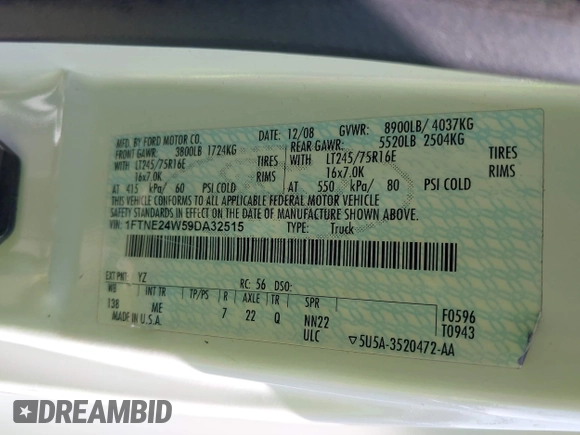 MFD. BY FORD MOTOR CO.
DATE: 12/08 GVWR: 8900LB/ 4037KG
FRONT GAWR: 3800LB 1724KG
REAR GAWR: 5520LB 2504KG
WITH LT245/75R16E TIRES
WITH LT245/75R16E TIRES
16x7.0K RIMS
16x7.0K RIMS
AT 415 kPa/ 60 PSI COLD
AT 550 kPa/ 80 PSI COLD
THIS VEHICLE CONFORMS TO ALL APPLICABLE FEDERAL MOTOR VEHICLE
SAFETY STANDARDS IN EFFECT ON THE DATE OF MANUFACTURE SHOWN ABOVE.
VIN: 1FTNE24W59DA32515 TYPE: Truck
EXT PNT: YZ RC: 56 DSO:
WB INT TR TP/PS R AXLE TR SPR
138 ME 7 22 Q NN22
ULC
MADE IN U.S.A.
F0596
T0943
▽5U5A-3520472-AA
DREAMBID